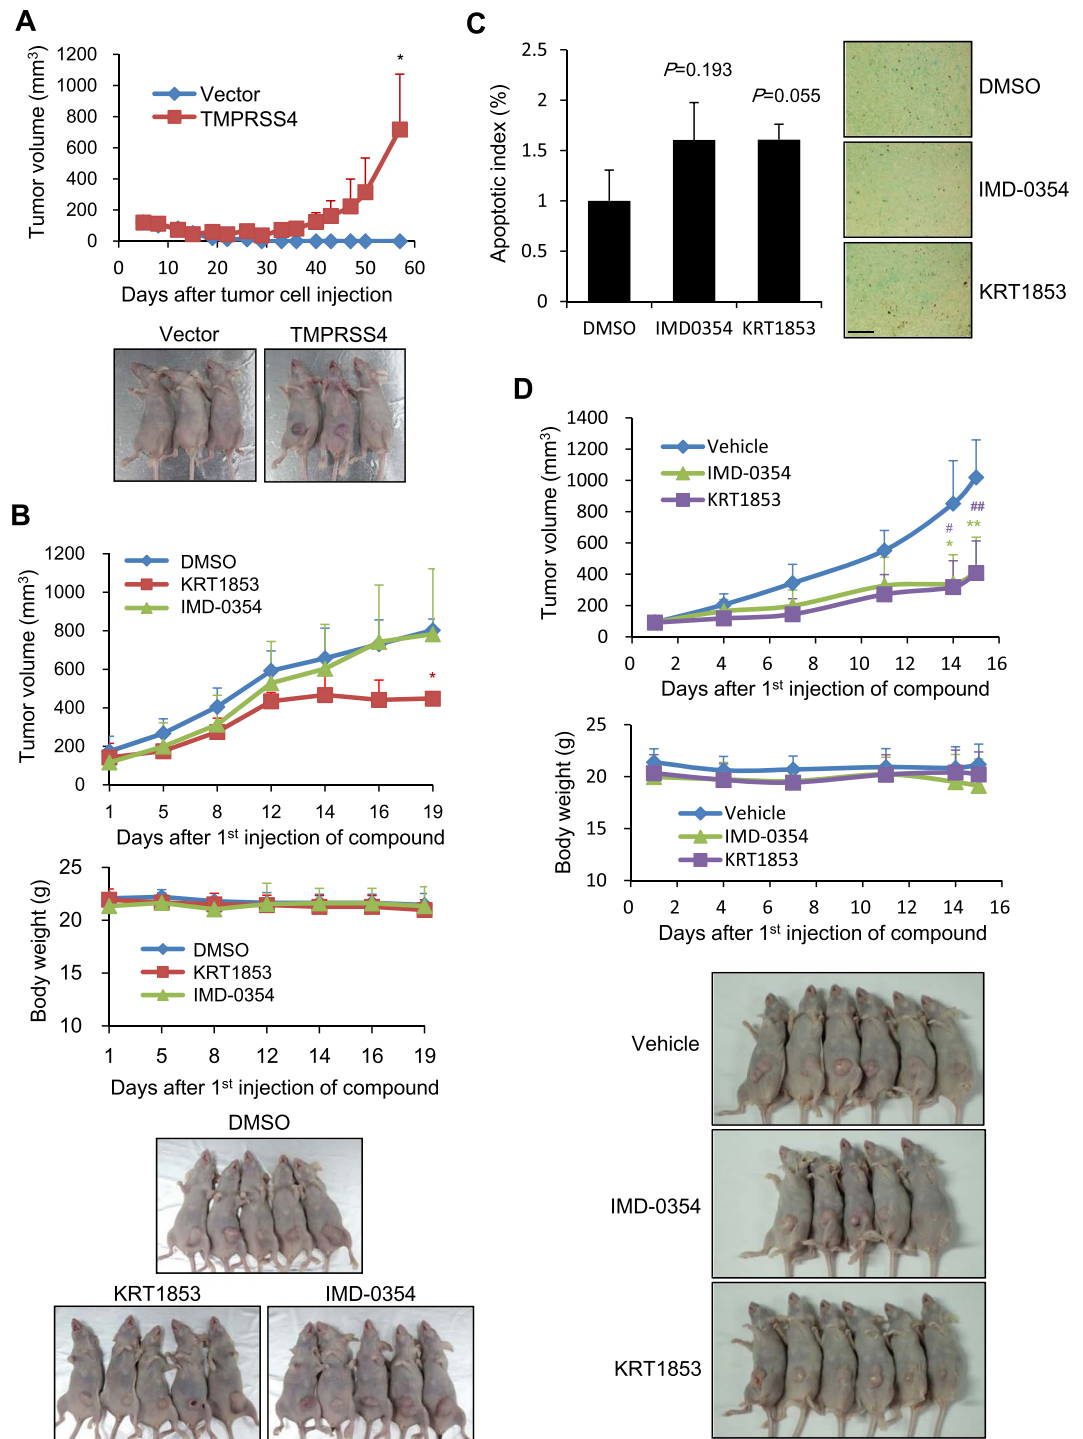 A
Tumor volume (mm³)
1200
1000
800
600
400
200
0
Vector
TMPRSS4
*
0 10 20 30 40 50 60
Days after tumor cell injection
Vector TMPRSS4
B
Tumor volume (mm³)
1200
1000
800
600
400
200
0
DMSO
KRT1853
IMD-0354
*
1 5 8 12 14 16 19
Days after 1st injection of compound
Body weight (g)
25
20
15
10
DMSO
KRT1853
IMD-0354
1 5 8 12 14 16 19
Days after 1st injection of compound
DMSO
KRT1853 IMD-0354
C
Apoptotic index (%)
2.5
2
1.5
1
0.5
0
P=0.193
P=0.055
DMSO IMD0354 KRT1853
DMSO
IMD-0354
KRT1853
D
Tumor volume (mm³)
1400
1200
1000
800
600
400
200
0
Vehicle
IMD-0354
KRT1853
##
**
#
*
0 2 4 6 8 10 12 14 16
Days after 1st injection of compound
Body weight (g)
25
20
15
10
Vehicle
IMD-0354
KRT1853
0 2 4 6 8 10 12 14 16
Days after 1st injection of compound
Vehicle
IMD-0354
KRT1853